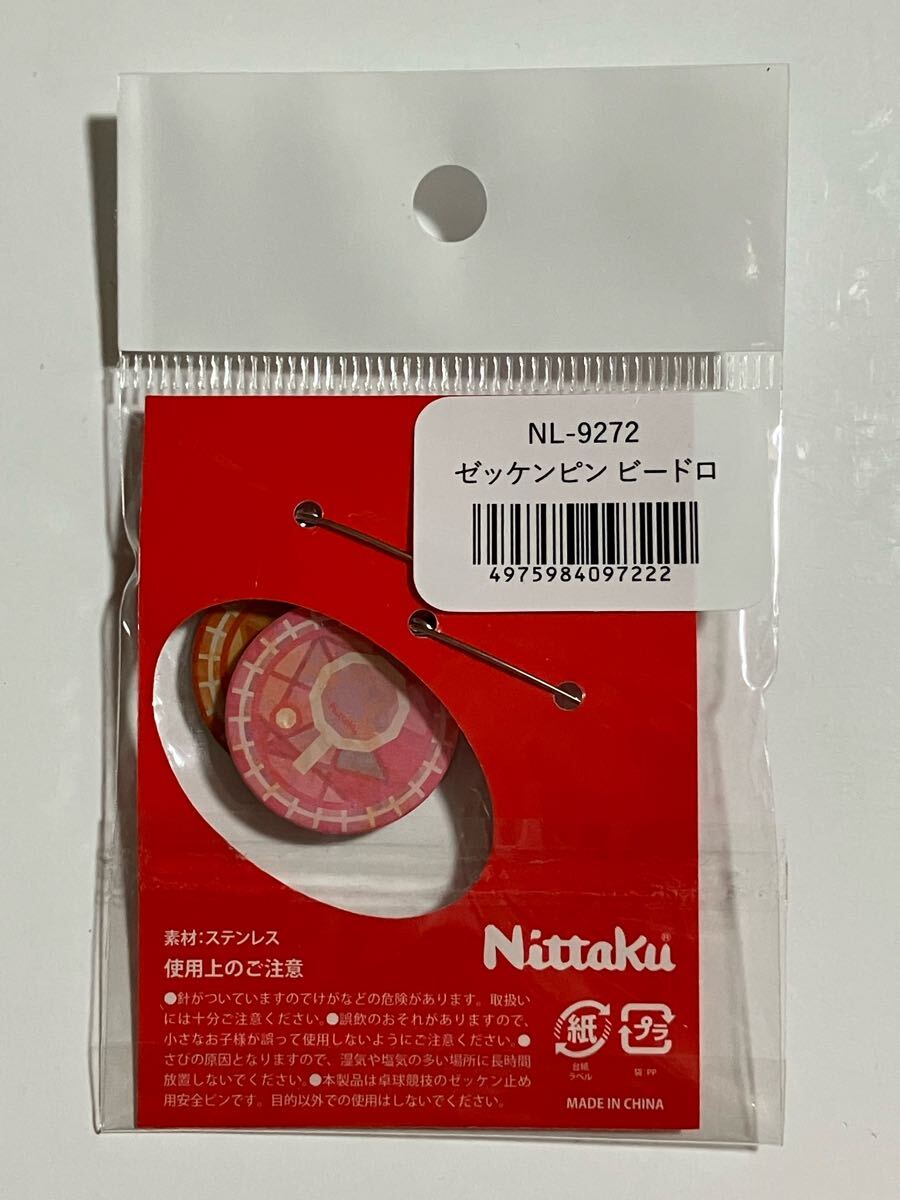 NL-9272
ゼッケンピン ビードロ
4975984097222
素材:ステンレス
使用上のご注意
●針がついていますのでけがなどの危険があります。取扱い
には十分ご注意ください。●誤飲のおそれがありますので、
小さなお子様が誤って使用しないようにご注意ください。●
さびの原因となりますので、湿気や塩気の多い場所に長時間
放置しないでください。●本製品は卓球競技のゼッケン止め
用安全ピンです。目的以外での使用はしないでください。
Nittaku®
紙
台紙
ラベル
プラ
袋:PP
MADE IN CHINA